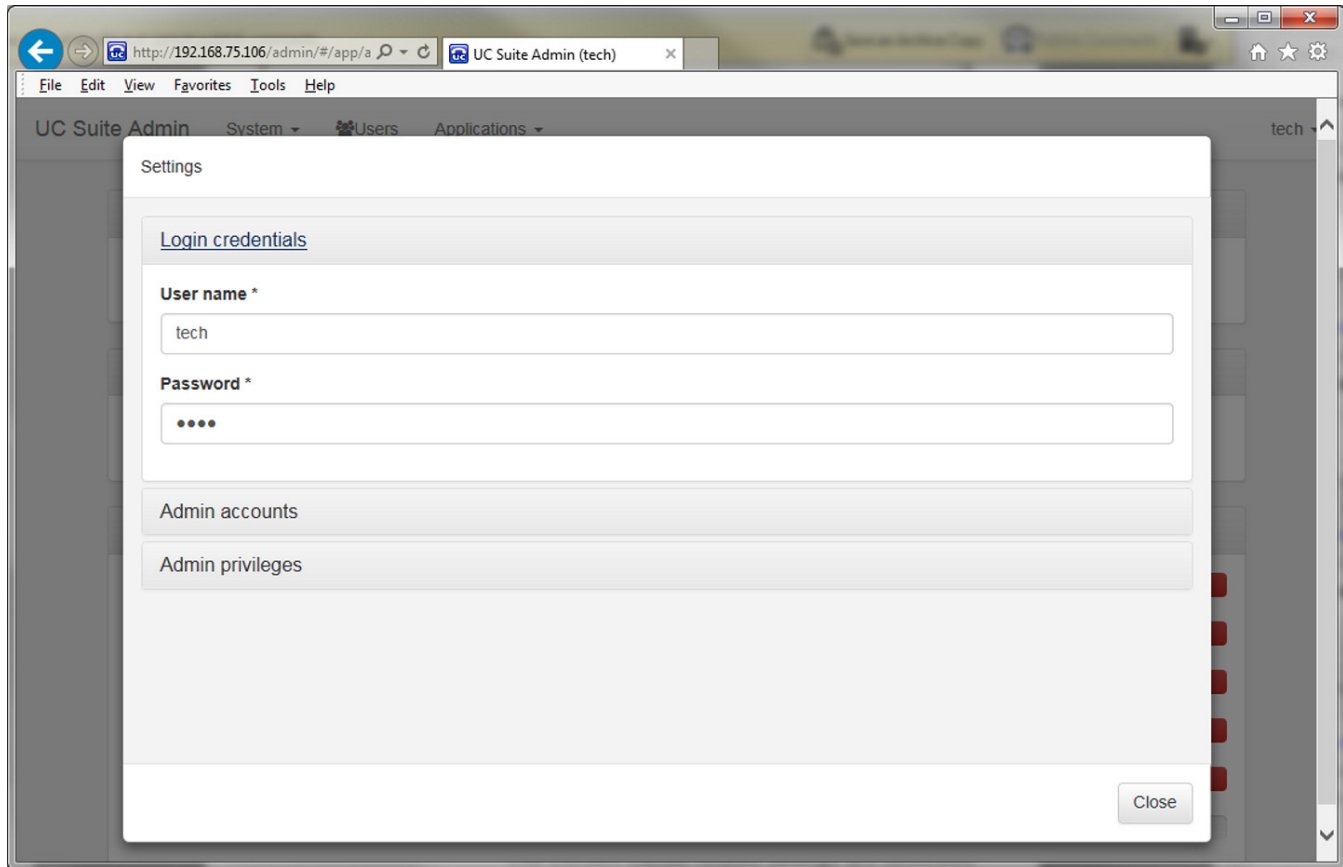 http://192.168.75.106/admin/#/app/a
UC Suite Admin (tech)
File Edit View Favorites Tools Help
UC Suite Admin System Users Applications tech
Settings
Login credentials
User name *
tech
Password *
••••
Admin accounts
Admin privileges
Close